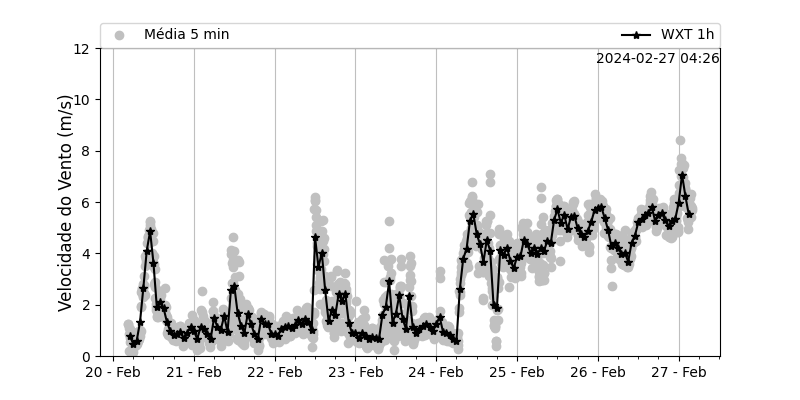 Média 5 min
WXT 1h
2024-02-27 04:26
Velocidade do Vento (m/s)
12
10
8
6
4
2
0
20 - Feb 21 - Feb 22 - Feb 23 - Feb 24 - Feb 25 - Feb 26 - Feb 27 - Feb